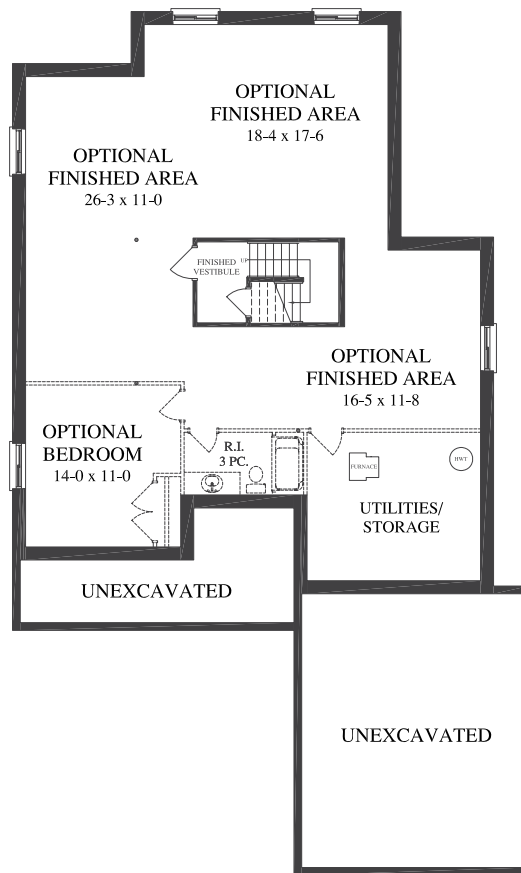 OPTIONAL
FINISHED AREA
18-4 x 17-6
OPTIONAL
FINISHED AREA
26-3 x 11-0
FINISHED
VESTIBULE
UP
OPTIONAL
FINISHED AREA
16-5 x 11-8
OPTIONAL
BEDROOM
14-0 x 11-0
R.I.
3 PC.
FURNACE
HWT
UTILITIES/
STORAGE
UNEXCAVATED
UNEXCAVATED